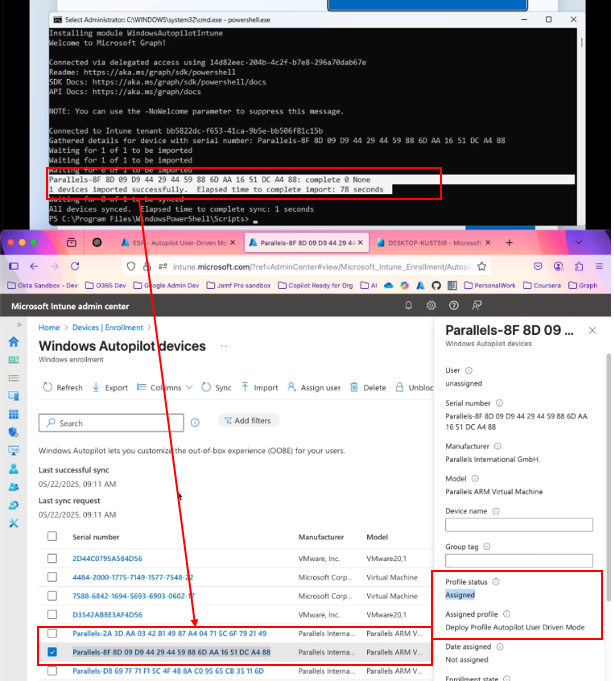 Select Administrator: C:\WINDOWS\system32\cmd.exe - powershell.exe
Installing module WindowsAutopilotIntune
Welcome to Microsoft Graph!
Connected via delegated access using 14d82eec-204b-4c2f-b7e8-296a70dab67e
Readme: https://aka.ms/graph/sdk/powershell
SDK Docs: https://aka.ms/graph/sdk/powershell/docs
API Docs: https://aka.ms/graph/docs
NOTE: You can use the -NoWelcome parameter to suppress this message.
Connected to Intune tenant bb5822dc-f653-41ca-9b5e-bb506f81c15b
Gathered details for device with serial number: Parallels-8F 8D 09 D9 44 29 44 59 88 6D AA 16 51 DC A4 88
Waiting for 1 of 1 to be imported
Waiting for 1 of 1 to be imported
Waiting for 0 of 1 to be imported
Parallels-8F 8D 09 D9 44 29 44 59 88 6D AA 16 51 DC A4 88: complete 0 None
1 devices imported successfully. Elapsed time to complete import: 78 seconds
Waiting for 0 of 1 to be synced
All devices synced. Elapsed time to complete sync: 1 seconds
PS C:\Program Files\WindowsPowerShell\Scripts>
ESP - Autopilot User-Driven M
Parallels-8F 8D 09 D9 44 29 44
DESKTOP-KUST5I8 - Microsoft
intune.microsoft.com/?ref=AdminCenter#view/Microsoft_Intune_Enrollment/Autop
Okta Sandbox - Dev
O365 Dev
Google Admin Dev
Jamf Pro sandbox
Copilot Ready for Org
AI
PersonalWork
Coursera
Graph
Microsoft Intune admin center
Home > Devices | Enrollment >
Windows Autopilot devices ...
Windows enrollment
Refresh
Export
Columns
Sync
Import
Assign user
Delete
Unbloc
Search
Add filters
Windows Autopilot lets you customize the out-of-box experience (OOBE) for your users.
Last successful sync
05/22/2025, 09:11 AM
Last sync request
05/22/2025, 09:11 AM
Serial number Manufacturer Model
2D44C0795A584D56 VMware, Inc. VMware20,1
4484-2000-1775-7149-1577-7548-22 Microsoft Corp... Virtual Machine
7588-6842-1694-5693-6903-0602-17 Microsoft Corp... Virtual Machine
D3542AB8E3AF4D56 VMware, Inc. VMware20,1
Parallels-2A 3D AA 03 42 B1 49 87 A4 04 71 5C 6F 79 21 49 Parallels Interna... Parallels ARM V...
Parallels-8F 8D 09 D9 44 29 44 59 88 6D AA 16 51 DC A4 88 Parallels Interna... Parallels ARM V...
Parallels-D8 69 7F 71 F1 5C 4F 48 8A C0 95 65 CB 35 11 6D Parallels Interna... Parallels ARM V...
Parallels-8F 8D 09 ...
Windows Autopilot devices
User
unassigned
Serial number
Parallels-8F 8D 09 D9 44 29 44 59 88 6D AA
16 51 DC A4 88
Manufacturer
Parallels International GmbH.
Model
Parallels ARM Virtual Machine
Device name
Group tag
Profile status
Assigned
Assigned profile
Deploy Profile Autopilot User Driven Mode
Date assigned
Not assigned
Enrollment state